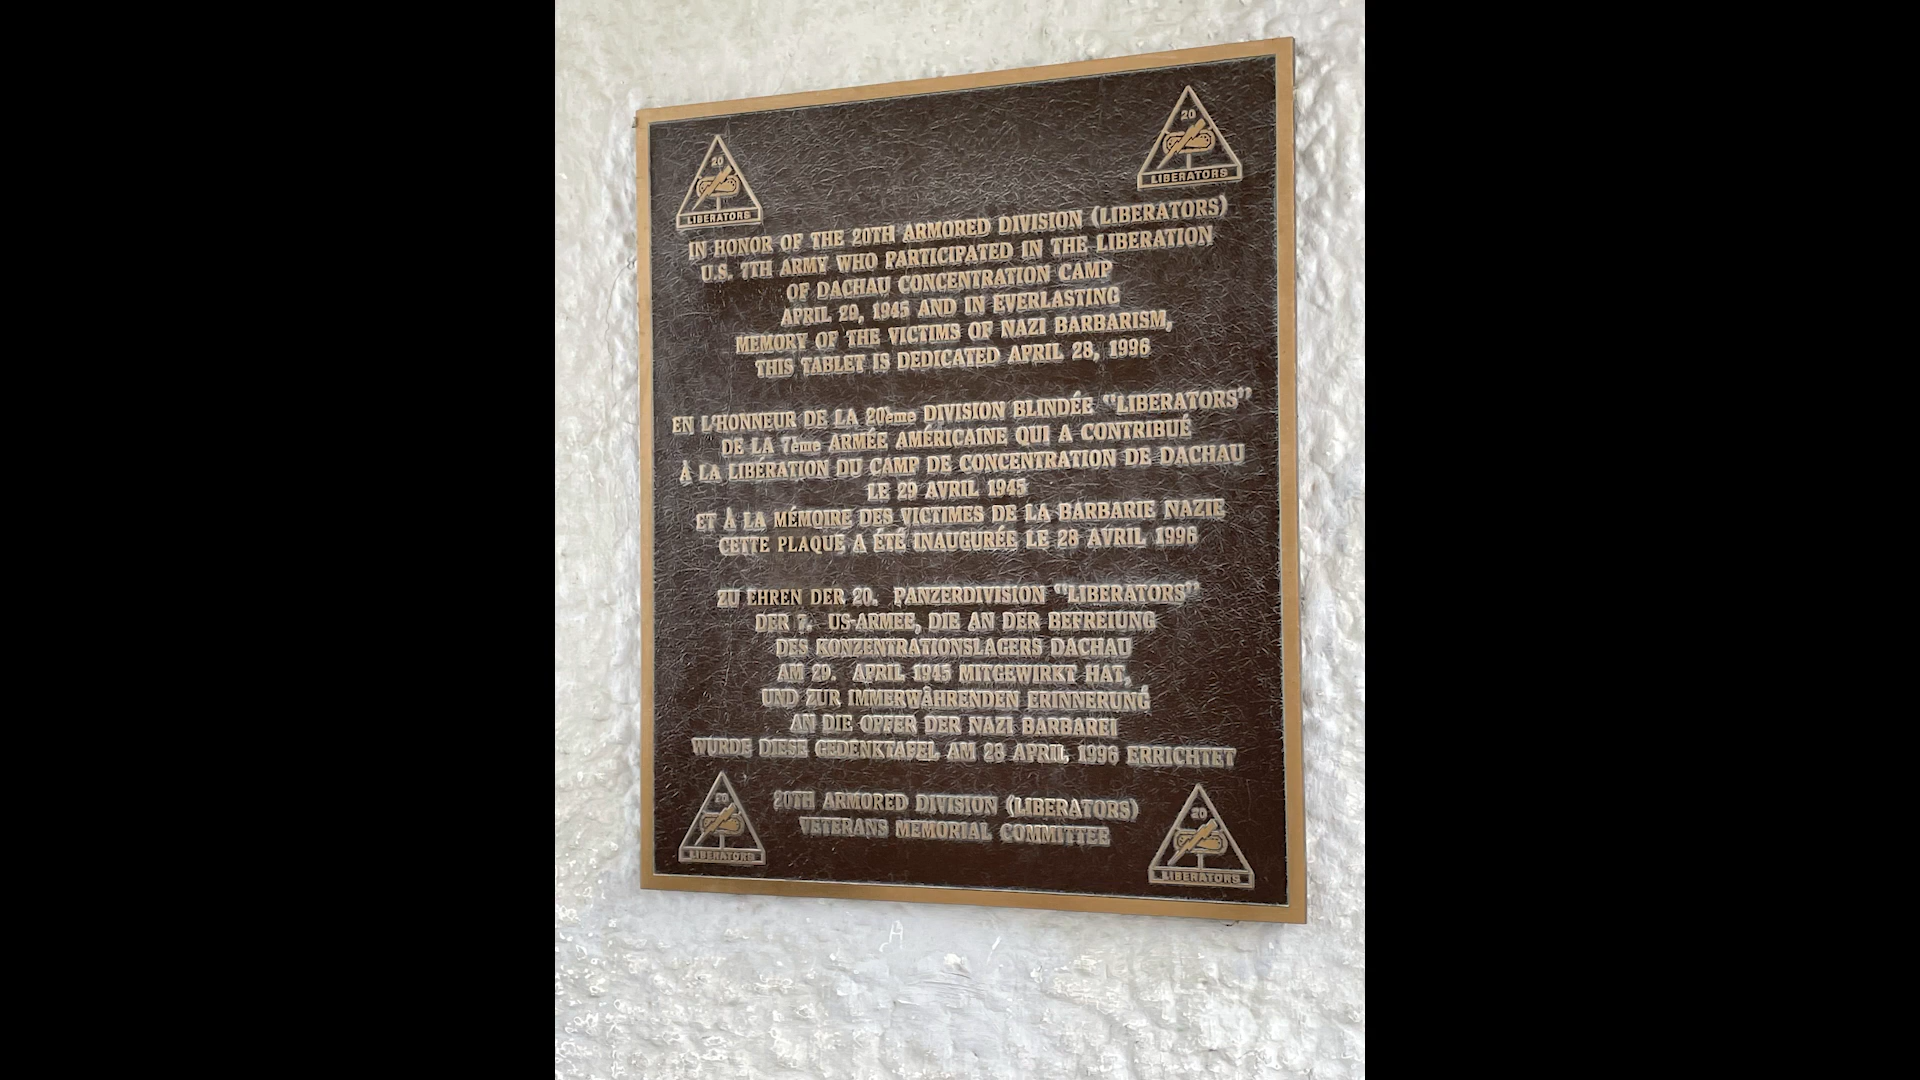 20
LIBERATORS
20
LIBERATORS
IN HONOR OF THE 20TH ARMORED DIVISION (LIBERATORS)
U.S. 7TH ARMY WHO PARTICIPATED IN THE LIBERATION
OF DACHAU CONCENTRATION CAMP
APRIL 29, 1945 AND IN EVERLASTING
MEMORY OF THE VICTIMS OF NAZI BARBARISM,
THIS TABLET IS DEDICATED APRIL 28, 1996
EN L'HONNEUR DE LA 20ème DIVISION BLINDÉE "LIBERATORS"
DE LA 7ème ARMÉE AMÉRICAINE QUI A CONTRIBUÉ
À LA LIBÉRATION DU CAMP DE CONCENTRATION DE DACHAU
LE 29 AVRIL 1945
ET À LA MÉMOIRE DES VICTIMES DE LA BARBARIE NAZIE
CETTE PLAQUE A ÉTÉ INAUGURÉE LE 28 AVRIL 1996
ZU EHREN DER 20. PANZERDIVISION "LIBERATORS"
DER 7. US-ARMEE, DIE AN DER BEFREIUNG
DES KONZENTRATIONSLAGERS DACHAU
AM 29. APRIL 1945 MITGEWIRKT HAT,
UND ZUR IMMERWÄHRENDEN ERINNERUNG
AN DIE OPFER DER NAZI BARBAREI
WURDE DIESE GEDENKTAFEL AM 28 APRIL 1996 ERRICHTET
20TH ARMORED DIVISION (LIBERATORS)
VETERANS MEMORIAL COMMITTEE
20
LIBERATORS
20
LIBERATORS